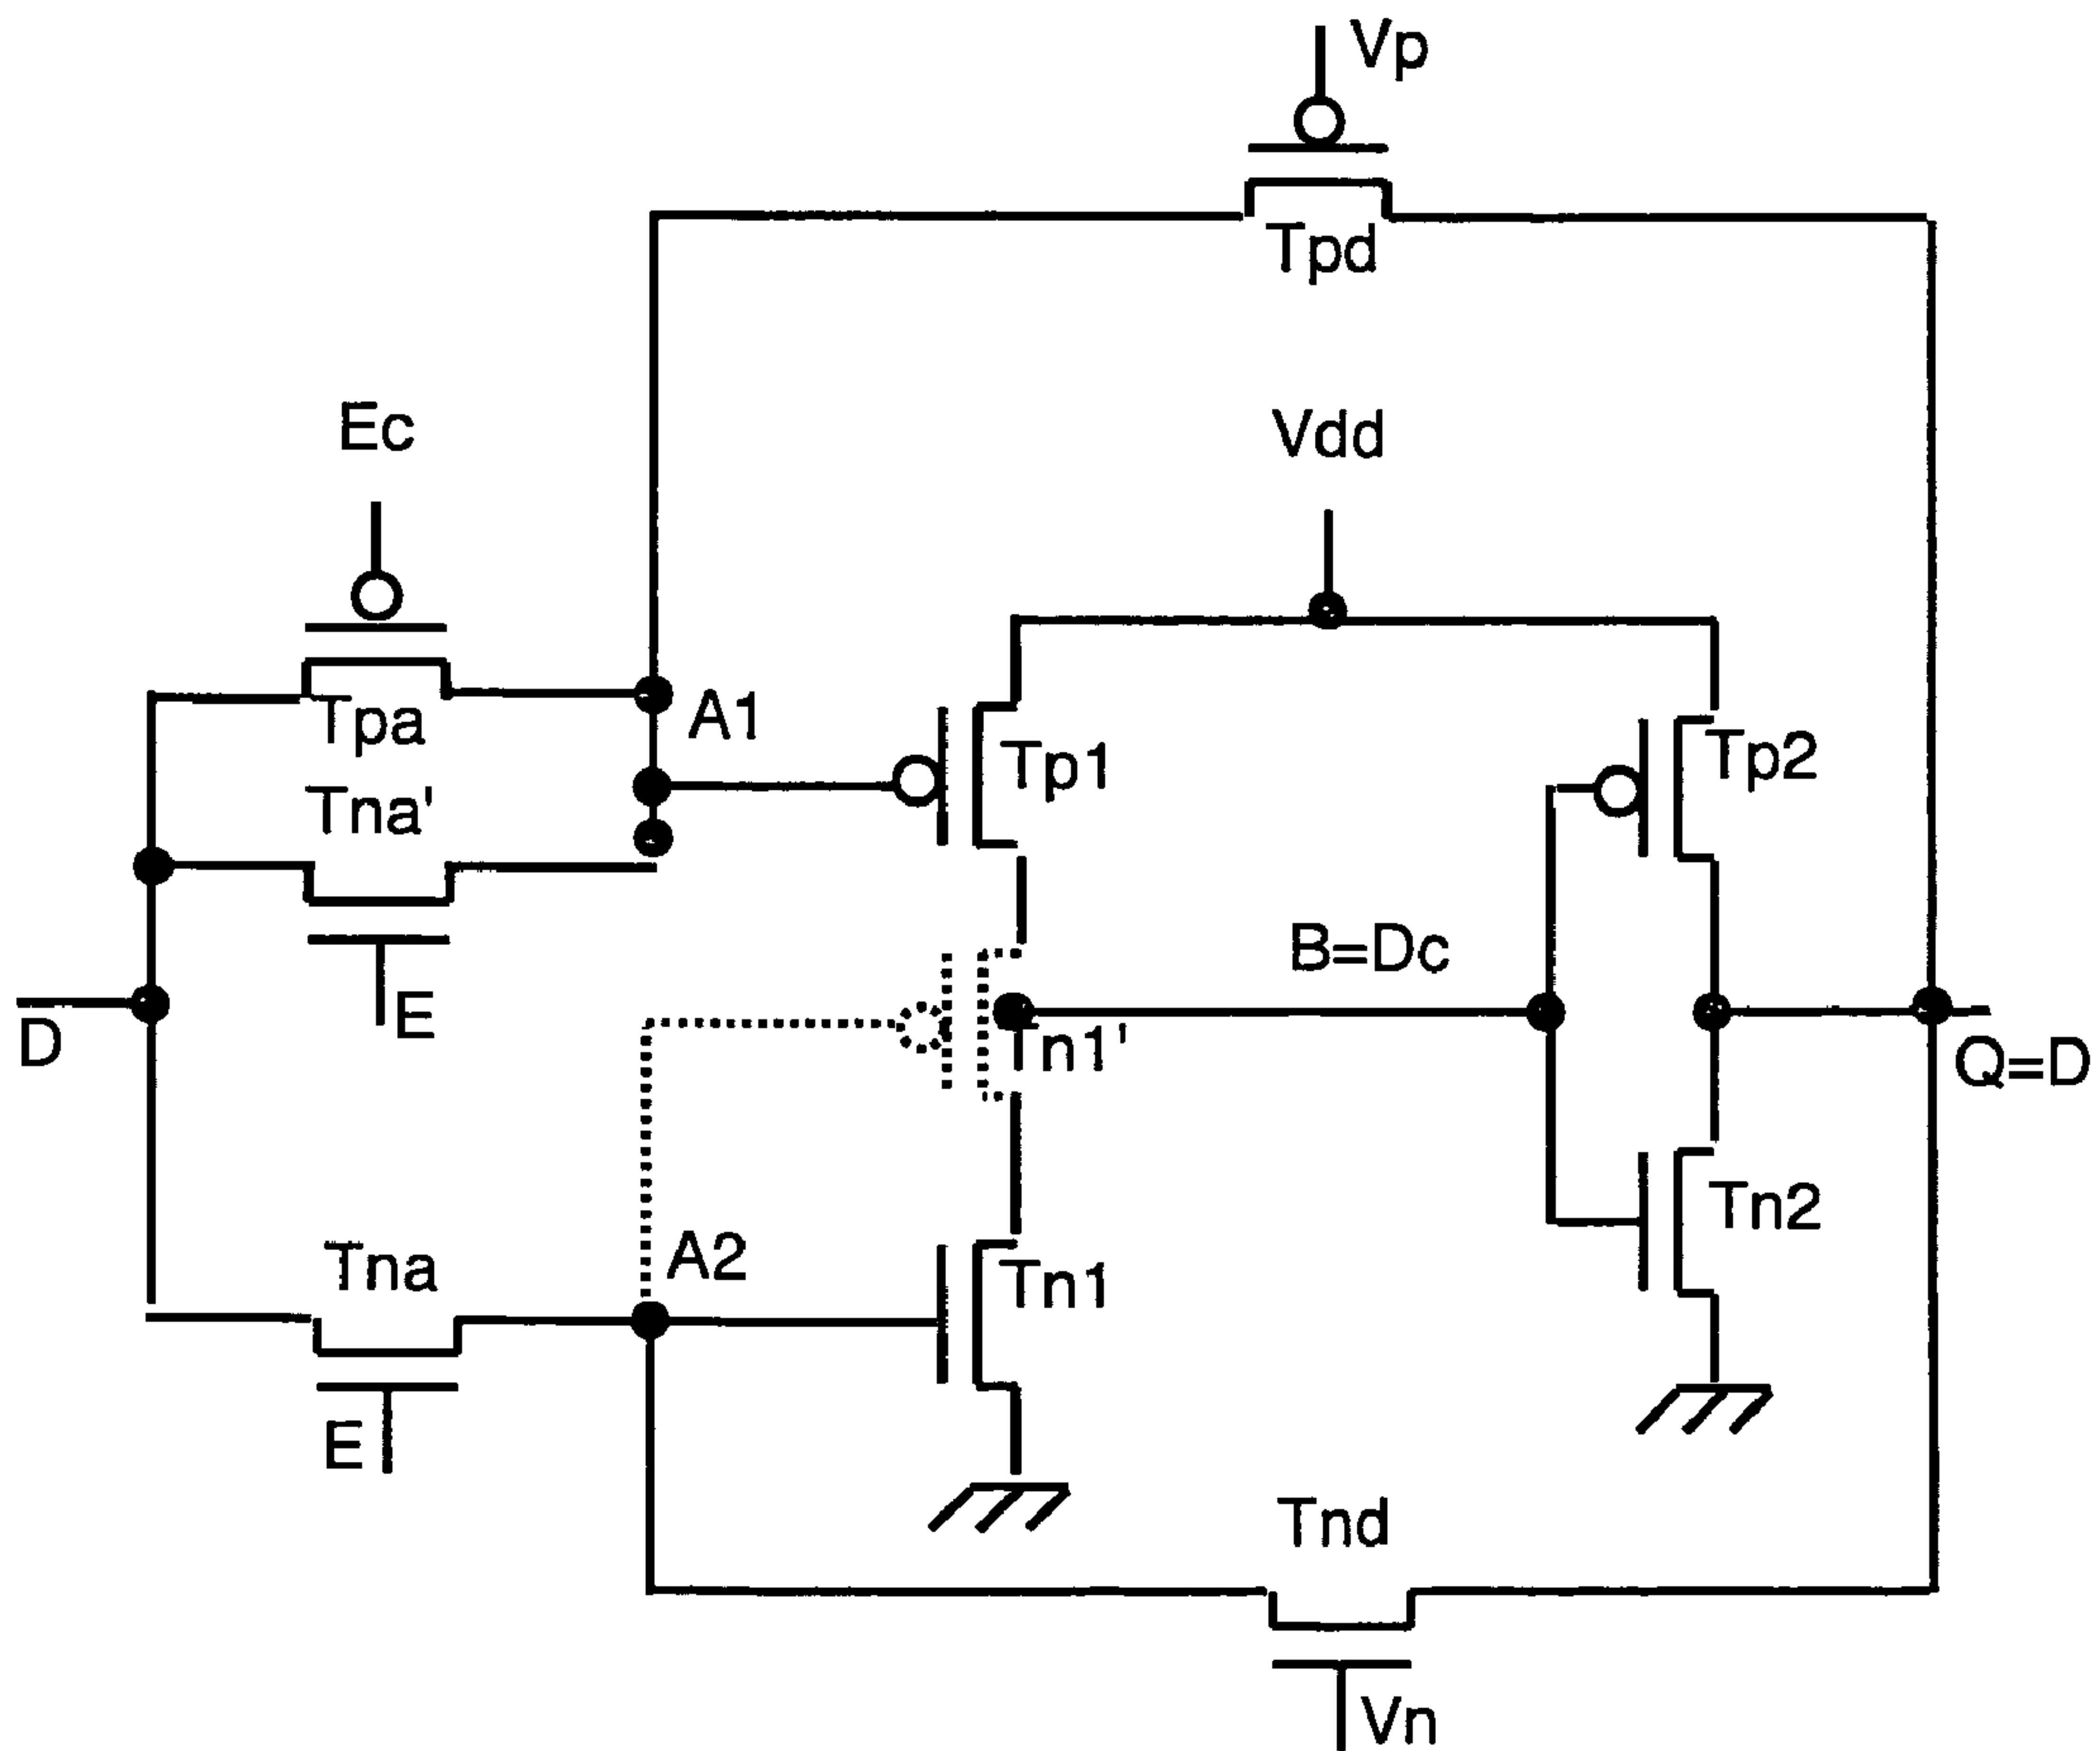 Vp
Tpd
Ec
Vdd
Tpa
A1
Tp1
Tp2
Tna'
B=Dc
E
D
Tn1'
Q=D
Tna
A2
Tn1
Tn2
E
Tnd
Vn